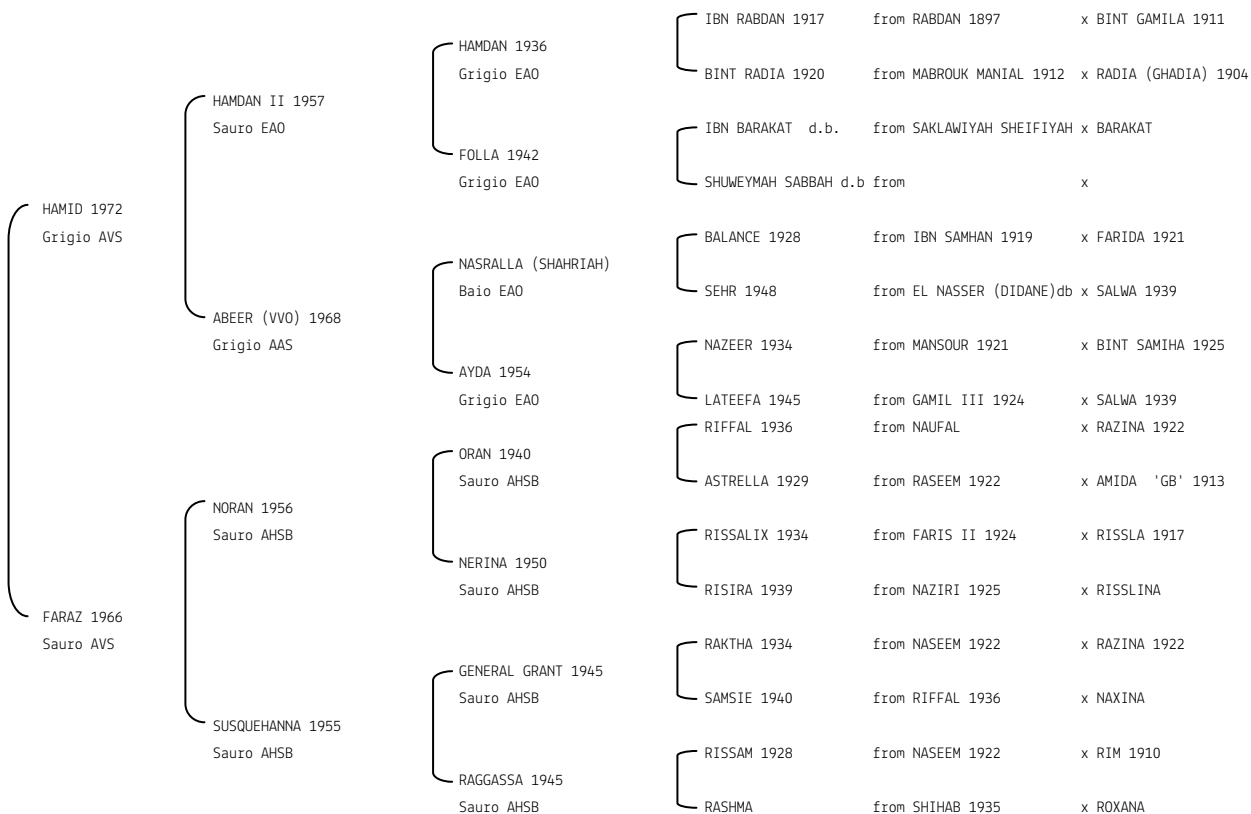 IBN RABDAN 1917 from RABDAN 1897 x BINT GAMILA 1911
HAMDAN 1936
Grigio EAO BINT RADIA 1920 from MABROUK MANIAL 1912 x RADIA (GHADIA) 1904
HAMDAN II 1957
Sauro EAO IBN BARAKAT d.b. from SAKLAWIYAH SHEIFIYAH x BARAKAT
FOLLA 1942
Grigio EAO SHUWEYMAH SABBAH d.b from x
HAMID 1972
Grigio AVS BALANCE 1928 from IBN SAMHAN 1919 x FARIDA 1921
NASRALLA (SHAHRIAH)
Baio EAO SEHR 1948 from EL NASSER (DIDANE)db x SALWA 1939
ABEER (VVO) 1968
Grigio AAS NAZEER 1934 from MANSOUR 1921 x BINT SAMIHA 1925
AYDA 1954
Grigio EAO LATEEFA 1945 from GAMIL III 1924 x SALWA 1939
RIFFAL 1936 from NAUFAL x RAZINA 1922
ORAN 1940
Sauro AHSB ASTRELLA 1929 from RASEEM 1922 x AMIDA 'GB' 1913
NORAN 1956
Sauro AHSB RISSALIX 1934 from FARIS II 1924 x RISSLA 1917
NERINA 1950
Sauro AHSB RISIRA 1939 from NAZIRI 1925 x RISSLINA
FARAZ 1966
Sauro AVS RAKTHA 1934 from NASEEM 1922 x RAZINA 1922
GENERAL GRANT 1945
Sauro AHSB SAMSIE 1940 from RIFFAL 1936 x NAXINA
SUSQUEHANNA 1955
Sauro AHSB RISSAM 1928 from NASEEM 1922 x RIM 1910
RAGGASSA 1945
Sauro AHSB RASHMA from SHIHAB 1935 x ROXANA